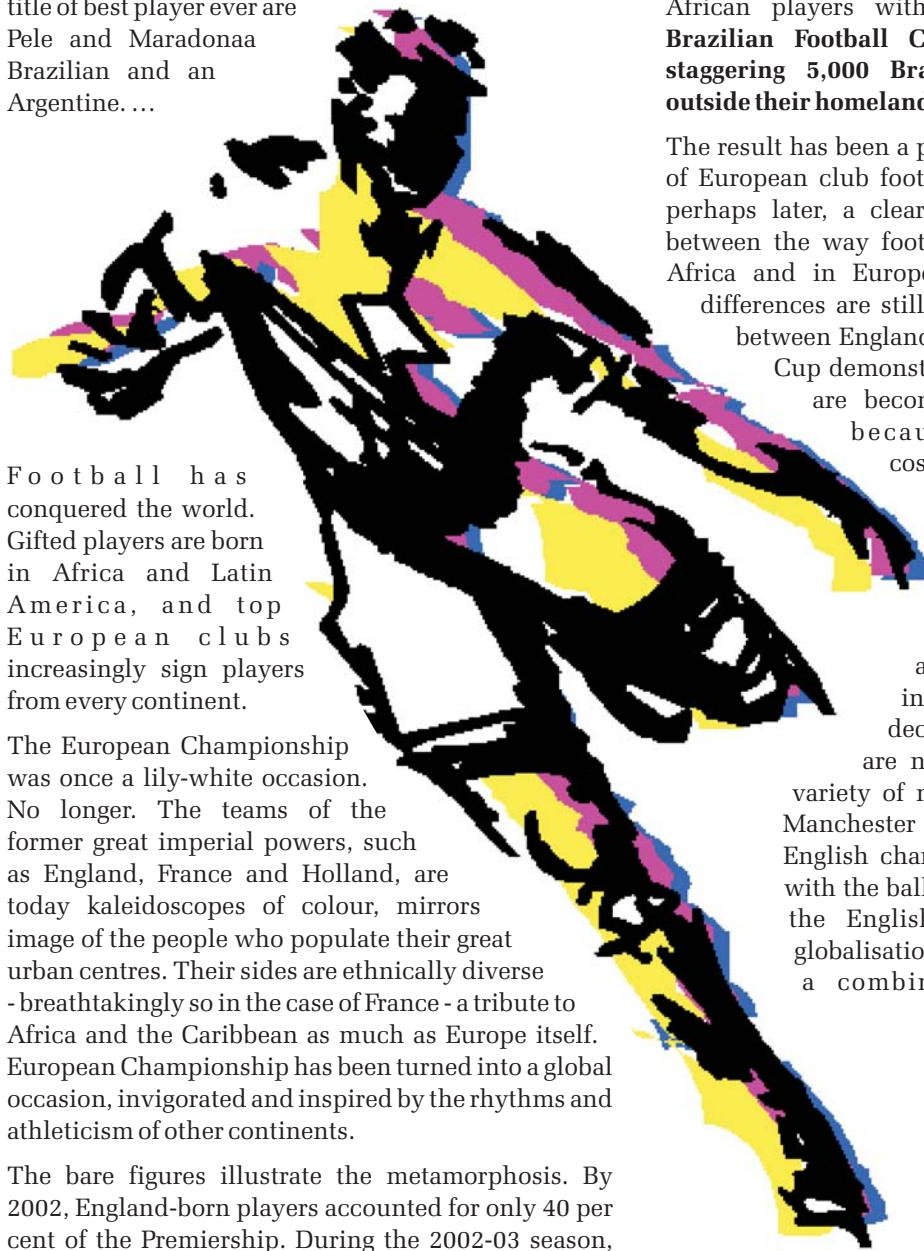 title of best player ever are
Pele and Maradonaa
Brazilian and an
Argentine. ...
Football has
conquered the world.
Gifted players are born
in Africa and Latin
America, and top
European clubs
increasingly sign players
from every continent.
The European Championship
was once a lily-white occasion.
No longer. The teams of the
former great imperial powers, such
as England, France and Holland, are
today kaleidoscopes of colour, mirrors
image of the people who populate their great
urban centres. Their sides are ethnically diverse
- breathtakingly so in the case of France - a tribute to
Africa and the Caribbean as much as Europe itself.
European Championship has been turned into a global
occasion, invigorated and inspired by the rhythms and
athleticism of other continents.
The bare figures illustrate the metamorphosis. By
2002, England-born players accounted for only 40 per
cent of the Premiership. During the 2002-03 season,
African players with
Brazilian Football C
staggering 5,000 Bra
outside their homeland
The result has been a p
of European club foot
perhaps later, a clear
between the way foot
Africa and in Europe
differences are still
between England
Cup demonst
are becom
becau
cos
a
in
dec
are n
variety of
Manchester
English cha
with the ball
the English
globalisatio
a combin